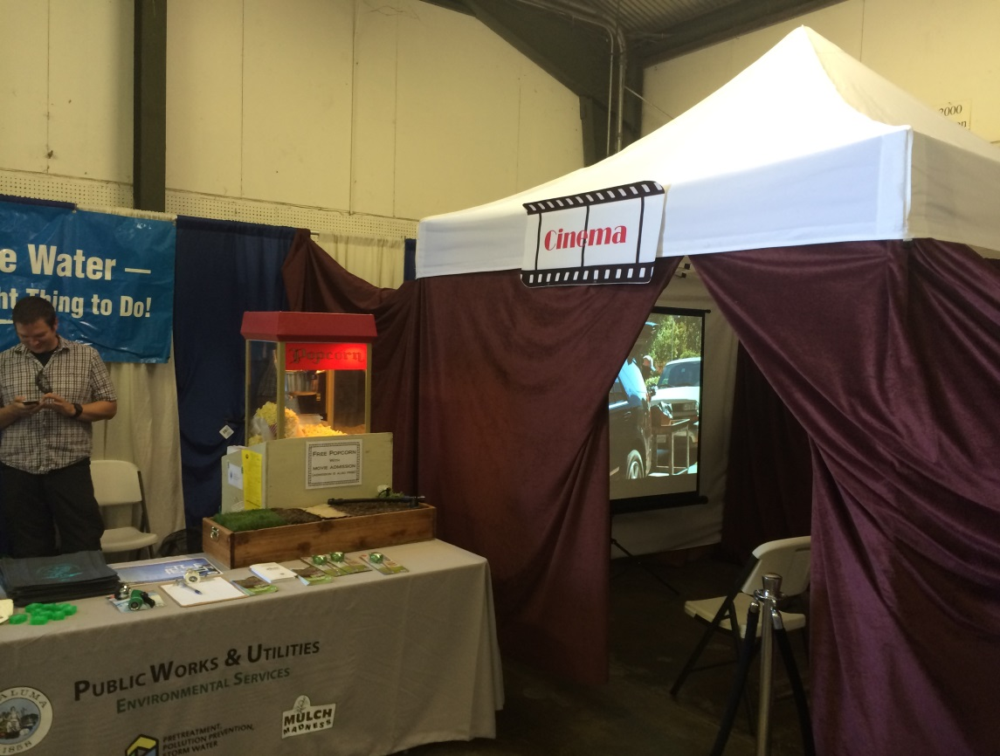 e Water —
ht Thing to Do!
2000
Cinema
Popcorn
FREE POPCORN
WITH
MOVIE ADMISSION
PUBLIC WORKS & UTILITIES
ENVIRONMENTAL SERVICES
ALUMA
1858
MULCH
MADNESS
PRETREATMENT,
POLLUTION PREVENTION,
STORM WATER